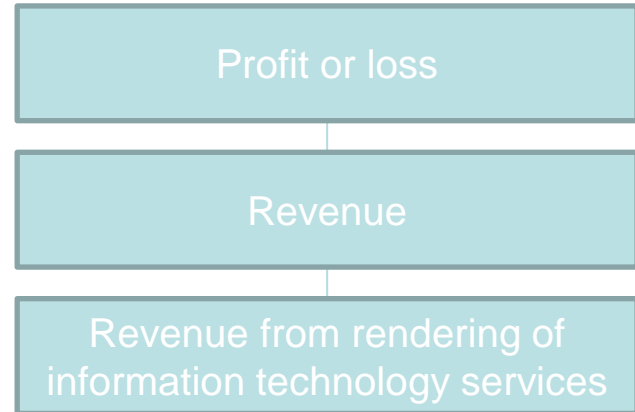 Profit or loss
Revenue
Revenue from rendering of
information technology services